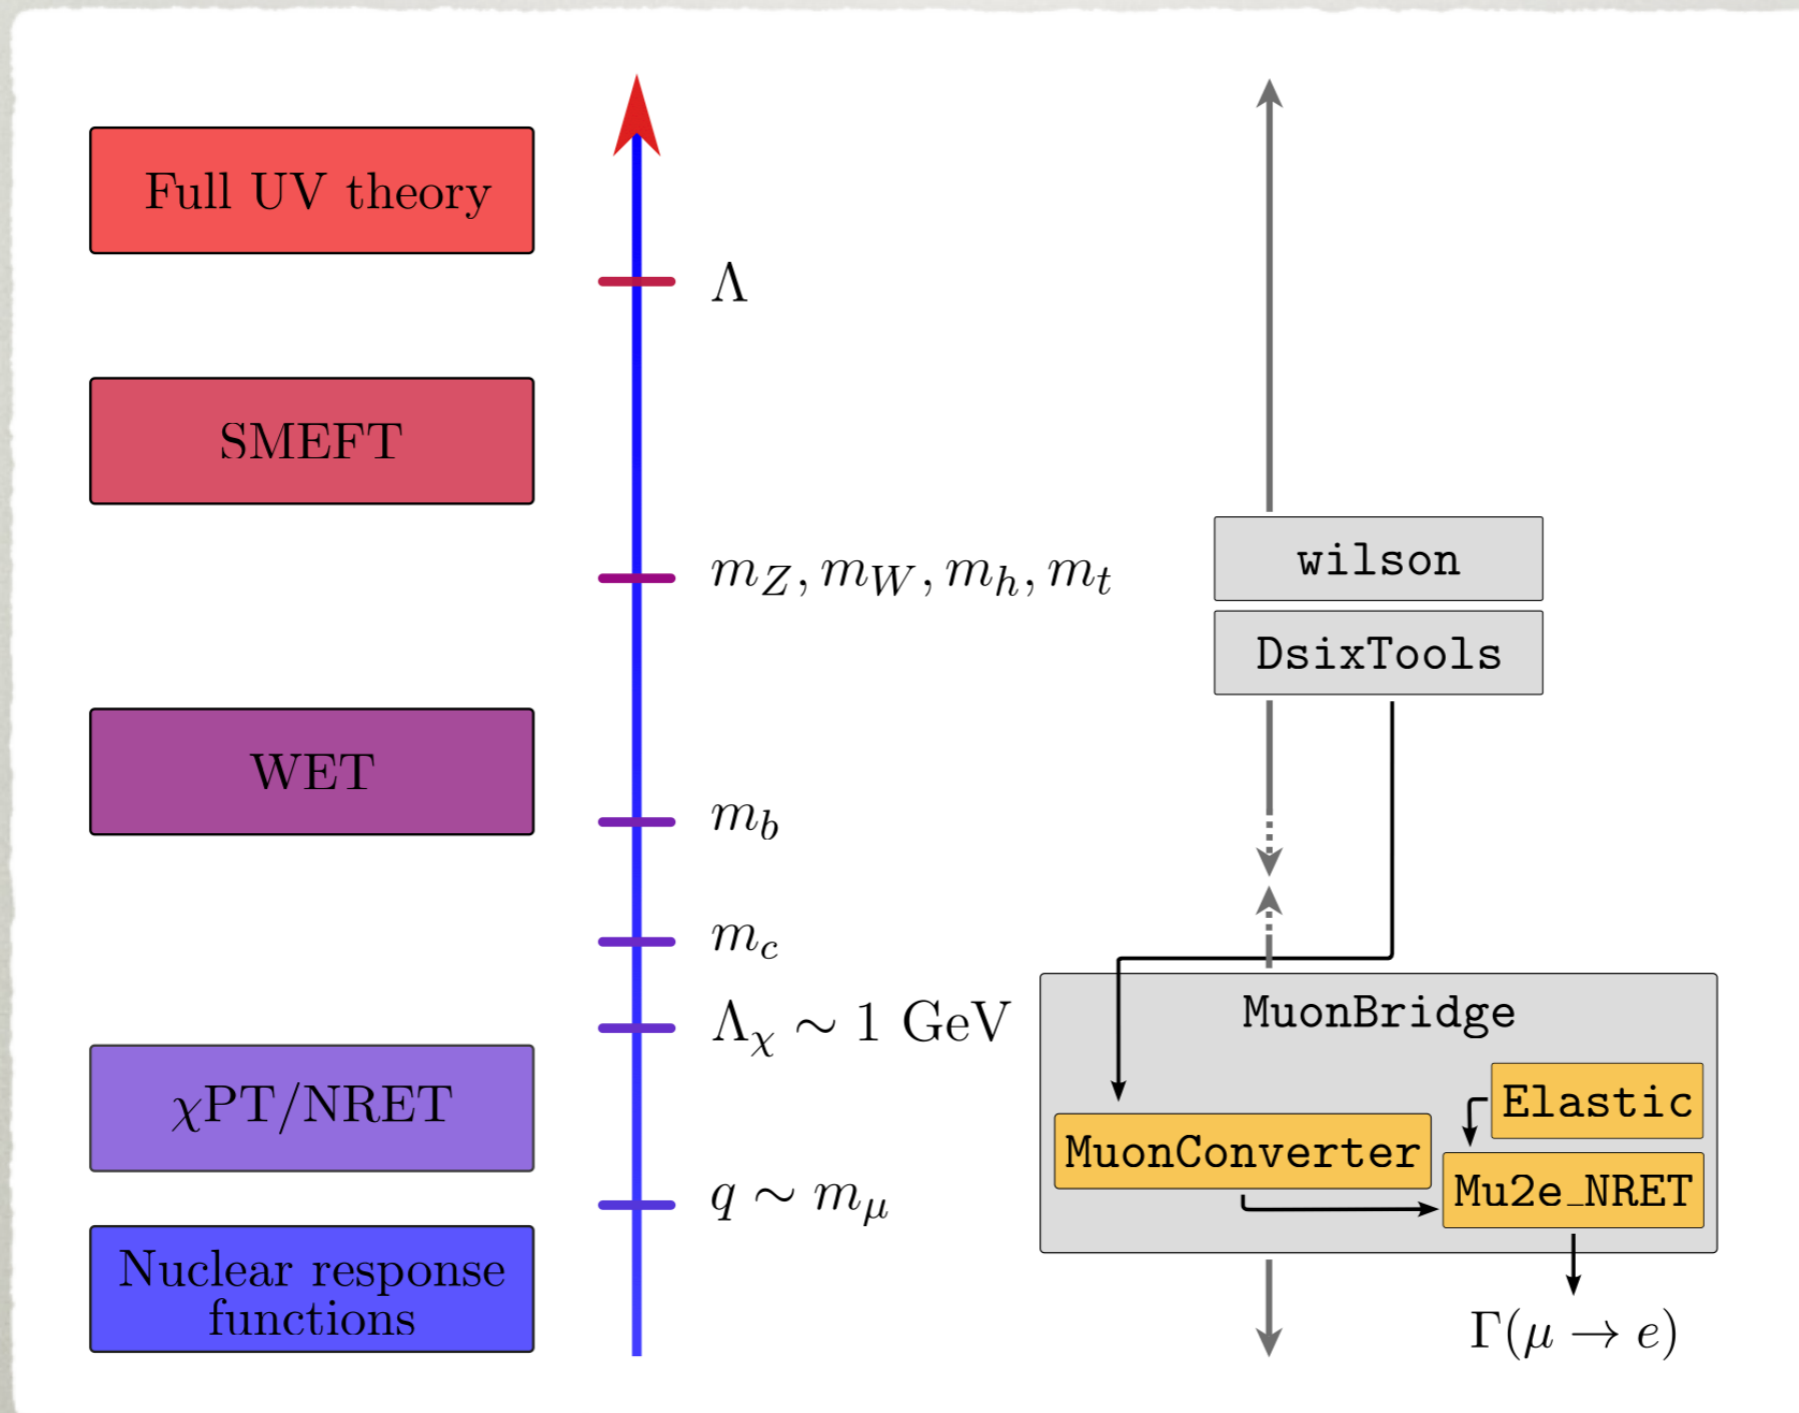 Full UV theory
Λ
SMEFT
m_Z, m_W, m_h, m_t
wilson
DsixTools
WET
m_b
m_c
Λ_χ ∼ 1 GeV
MuonBridge
χPT/NRET
Elastic
MuonConverter
Mu2e_NRET
q ∼ m_μ
Nuclear response
functions
Γ(μ → e)